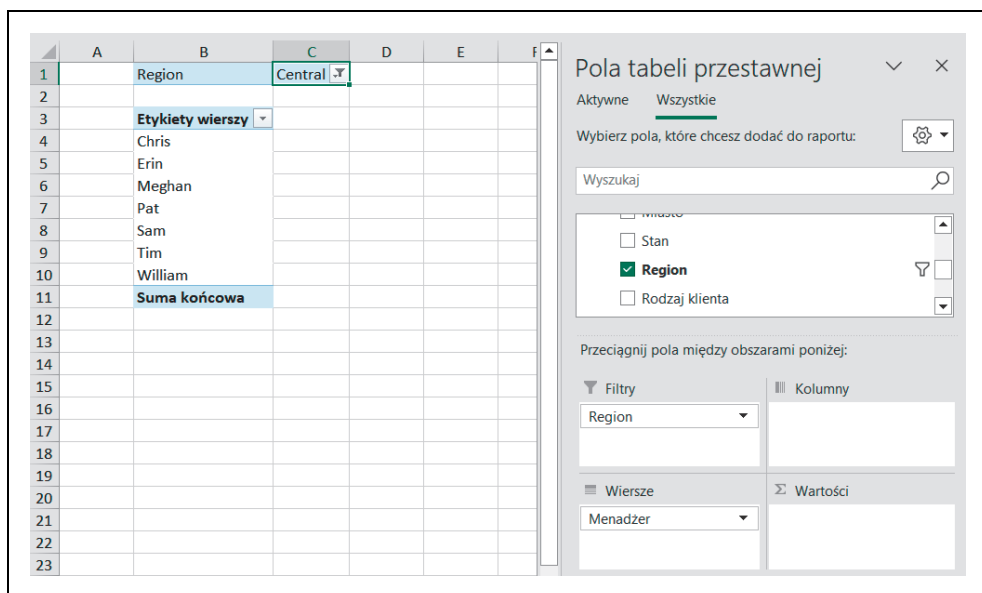 A B C D E F
1 Region Central
2
3 Etykiety wierszy
4 Chris
5 Erin
6 Meghan
7 Pat
8 Sam
9 Tim
10 William
11 Suma końcowa
12
13
14
15
16
17
18
19
20
21
22
23
Pola tabeli przestawnej
Aktywne Wszystkie
Wybierz pola, które chcesz dodać do raportu:
Wyszukaj
Miasto
Stan
Region
Rodzaj klienta
Przeciągnij pola między obszarami poniżej:
Filtry Kolumny
Region
Wiersze Σ Wartości
Menadżer